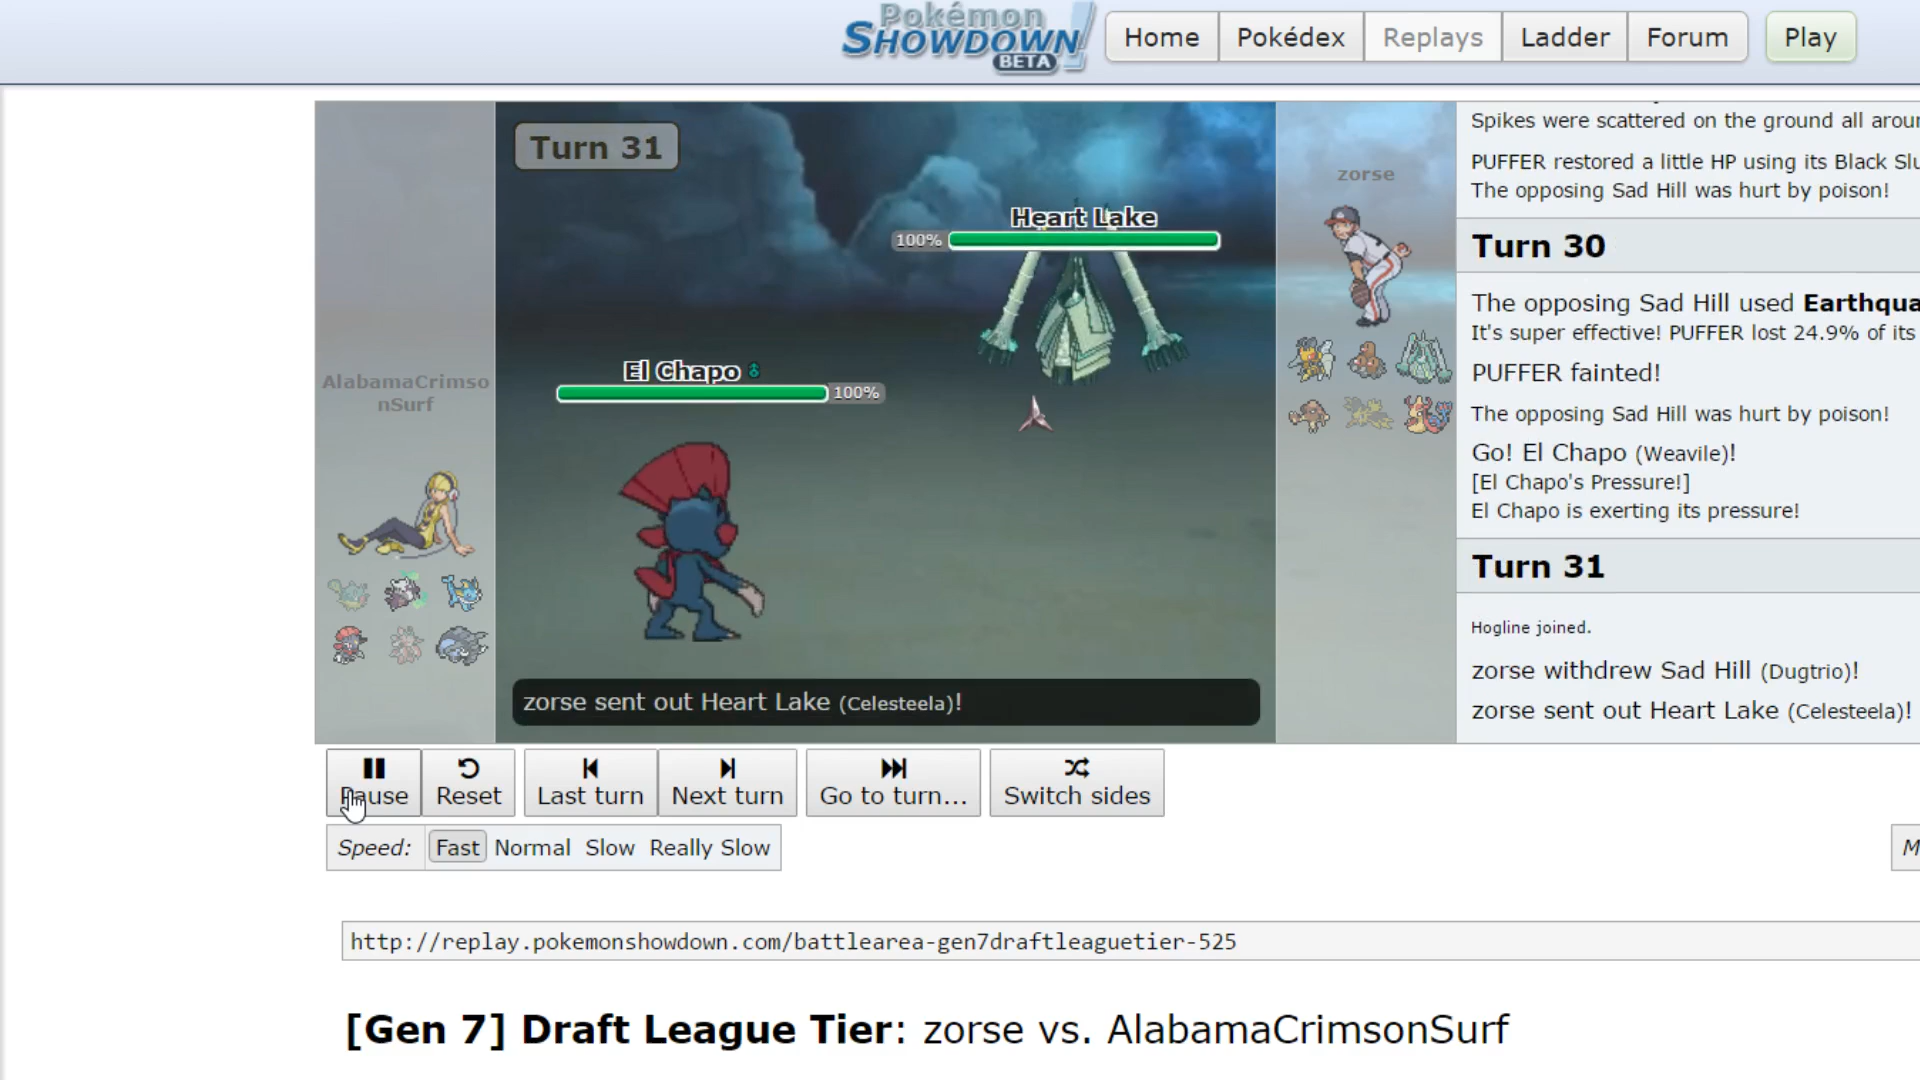 Pokémon
SHOWDOWN!
BETA
Home
Pokédex
Replays
Ladder
Forum
Play
Turn 31
Heart Lake
100%
El Chapo
100%
zorse sent out Heart Lake (Celesteela)!
AlabamaCrimso
nSurf
zorse
Spikes were scattered on the ground all arou
PUFFER restored a little HP using its Black Slu
The opposing Sad Hill was hurt by poison!
Turn 30
The opposing Sad Hill used Earthqua
It's super effective! PUFFER lost 24.9% of its
PUFFER fainted!
The opposing Sad Hill was hurt by poison!
Go! El Chapo (Weavile)!
[El Chapo's Pressure!]
El Chapo is exerting its pressure!
Turn 31
Hogline joined.
zorse withdrew Sad Hill (Dugtrio)!
zorse sent out Heart Lake (Celesteela)!
Pause
Reset
Last turn
Next turn
Go to turn...
Switch sides
Speed: Fast Normal Slow Really Slow
M
http://replay.pokemonshowdown.com/battlearea-gen7draftleaguetier-525
[Gen 7] Draft League Tier: zorse vs. AlabamaCrimsonSurf